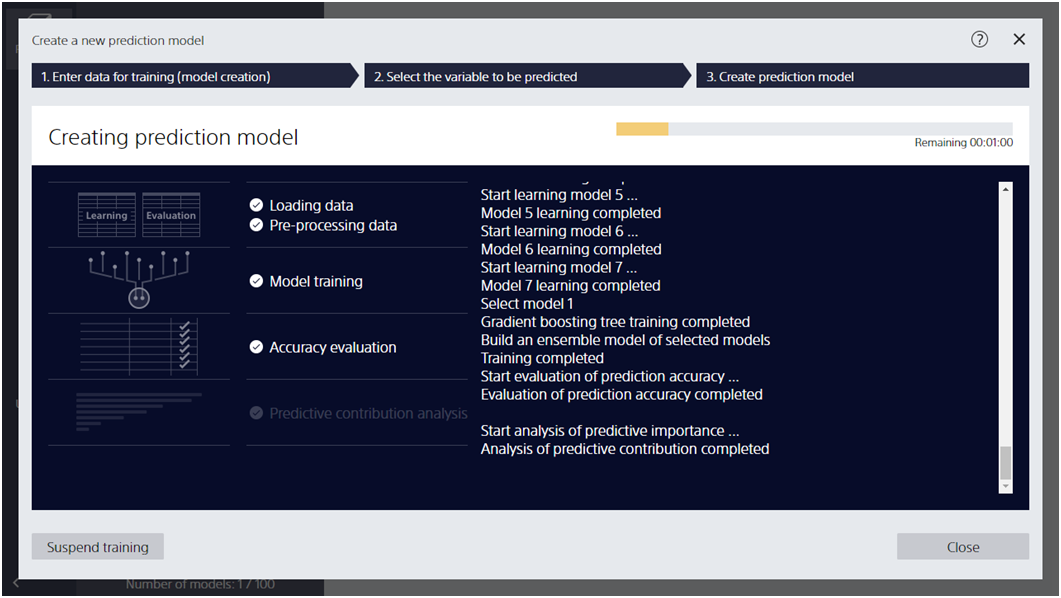 Create a new prediction model
?
1. Enter data for training (model creation)
2. Select the variable to be predicted
3. Create prediction model
Creating prediction model
Remaining 00:01:00
Learning
Evaluation
Loading data
Pre-processing data
Model training
Accuracy evaluation
Predictive contribution analysis
Start learning model 5 ...
Model 5 learning completed
Start learning model 6 ...
Model 6 learning completed
Start learning model 7 ...
Model 7 learning completed
Select model 1
Gradient boosting tree training completed
Build an ensemble model of selected models
Training completed
Start evaluation of prediction accuracy ...
Evaluation of prediction accuracy completed
Start analysis of predictive importance ...
Analysis of predictive contribution completed
Suspend training
Close
Number of models: 1 / 100